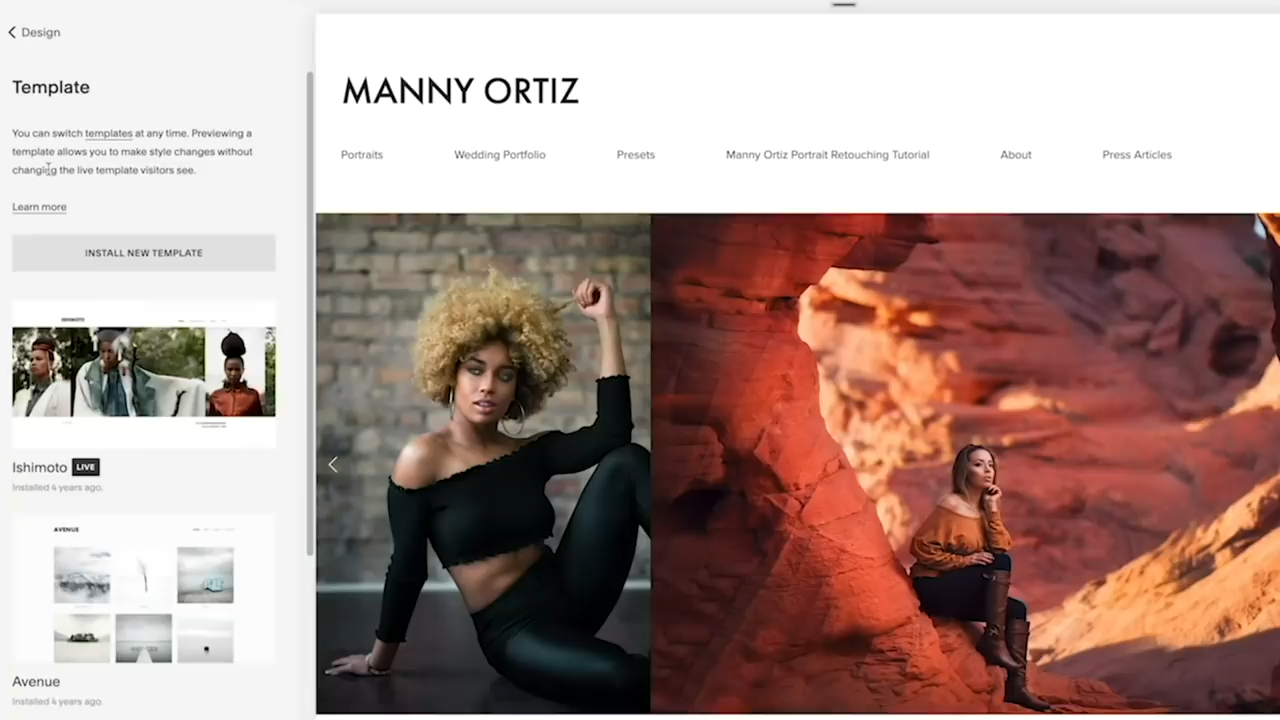 Design
Template
You can switch templates at any time. Previewing a
template allows you to make style changes without
changing the live template visitors see.
Learn more
INSTALL NEW TEMPLATE
ISHIMOTO
Ishimoto LIVE
Installed 4 years ago.
AVENUE
Avenue
Installed 4 years ago.
MANNY ORTIZ
Portraits Wedding Portfolio Presets Manny Ortiz Portrait Retouching Tutorial About Press Articles